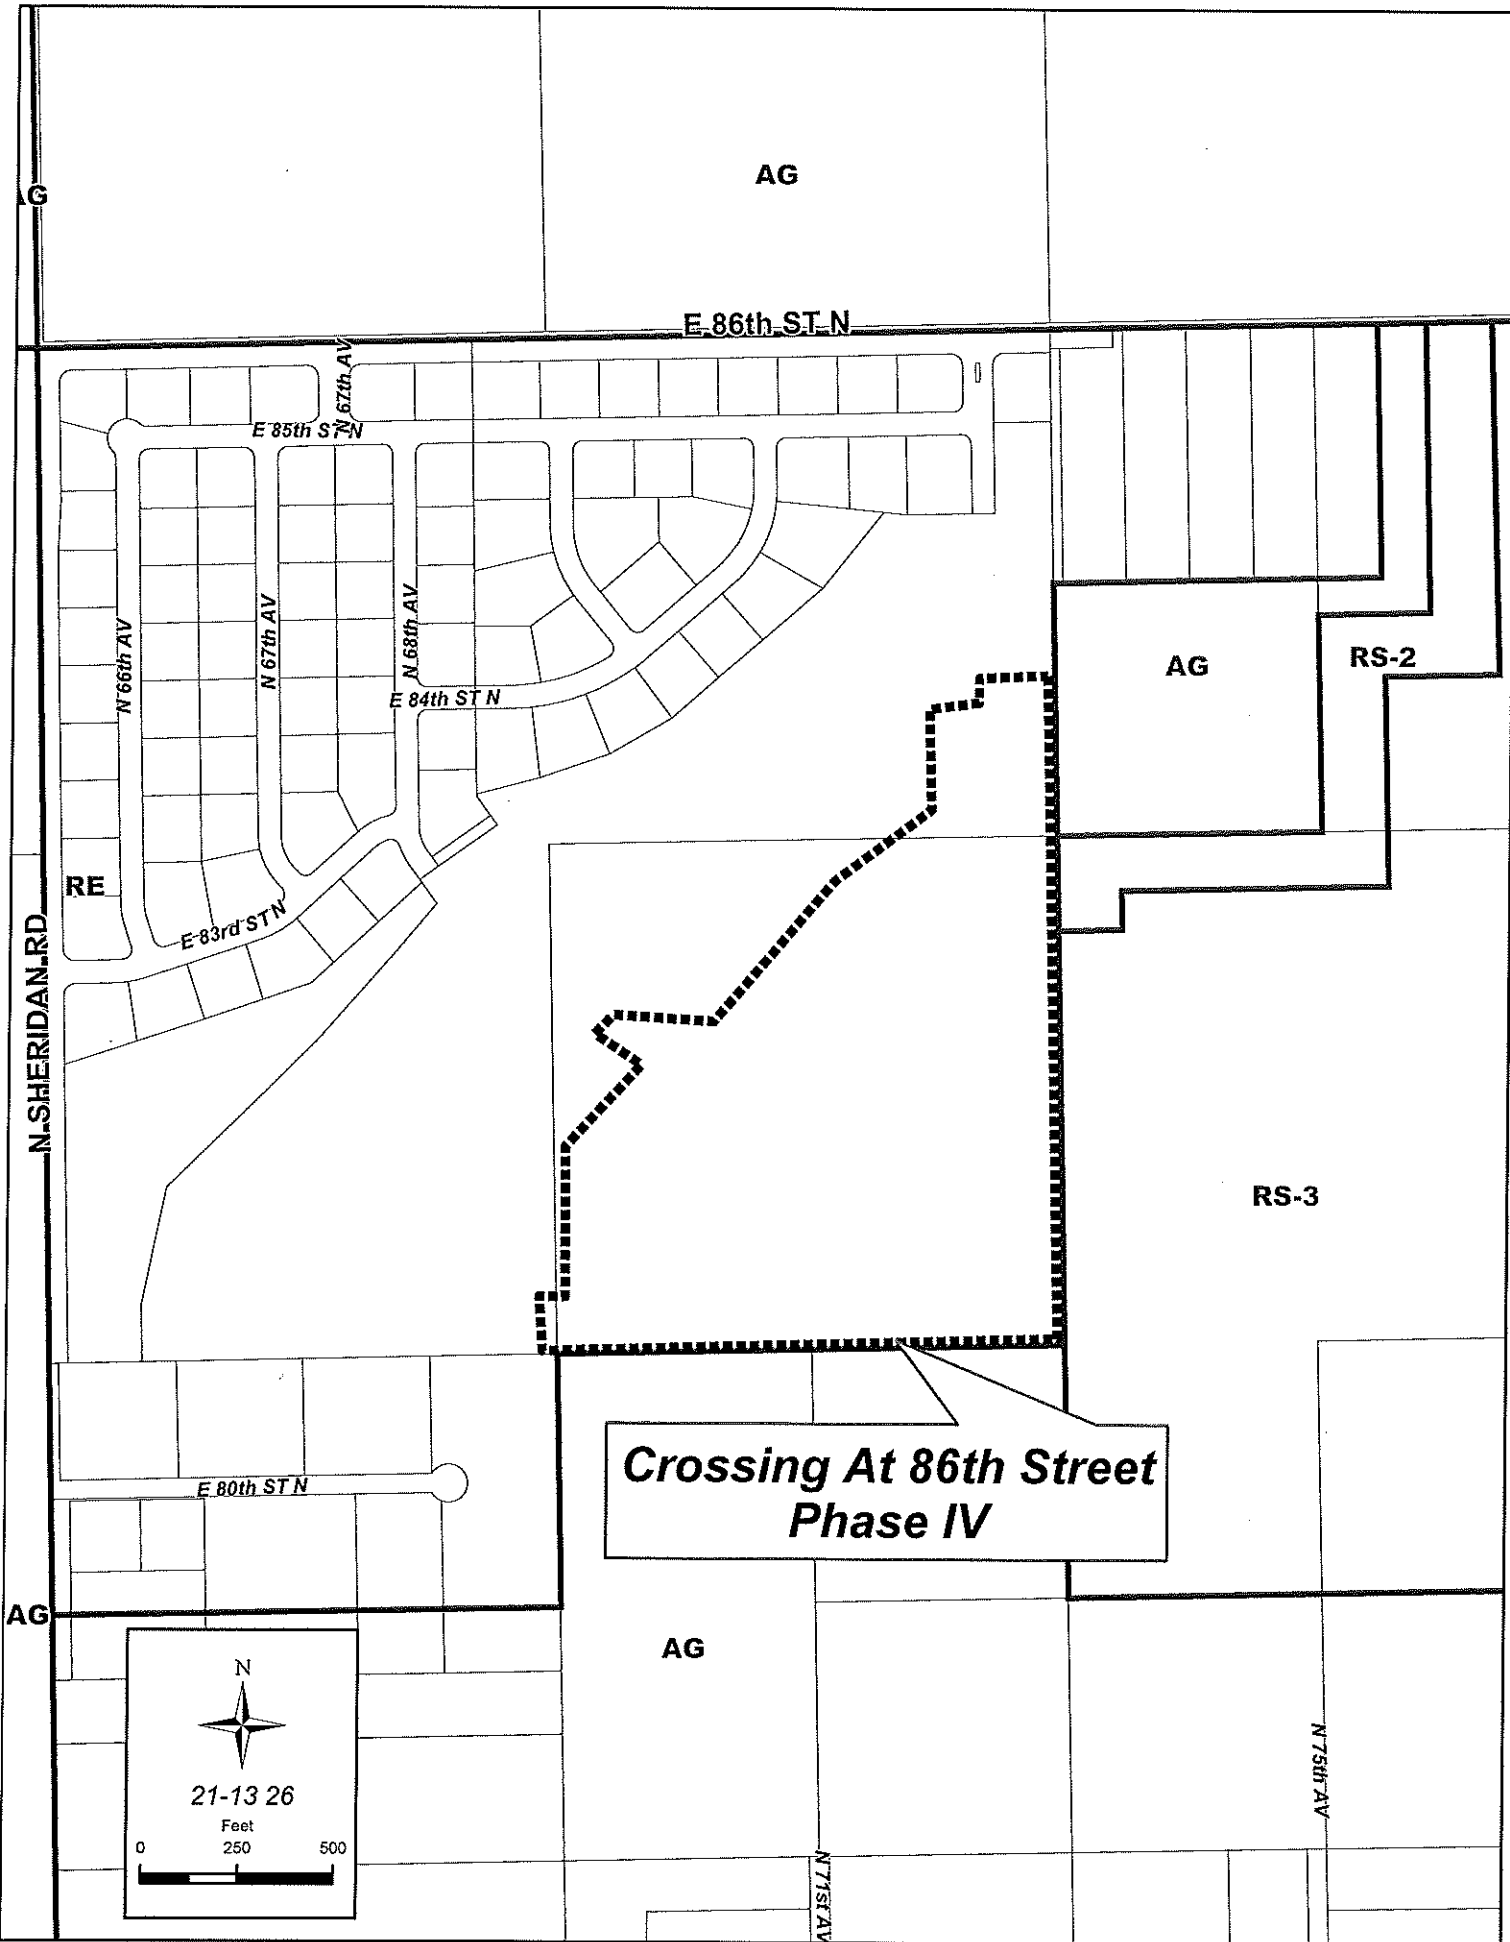 AG
AG
E 86th ST N
N 67th AV
E 85th ST N
N 66th AV
N 67th AV
N 68th AV
E 84th ST N
AG
RS-2
RE
E 83rd ST N
N. SHERIDAN RD
RS-3
Crossing At 86th Street
Phase IV
E 80th ST N
AG
AG
N
21-13 26
Feet
0 250 500
N 75th AV
N 71st AV